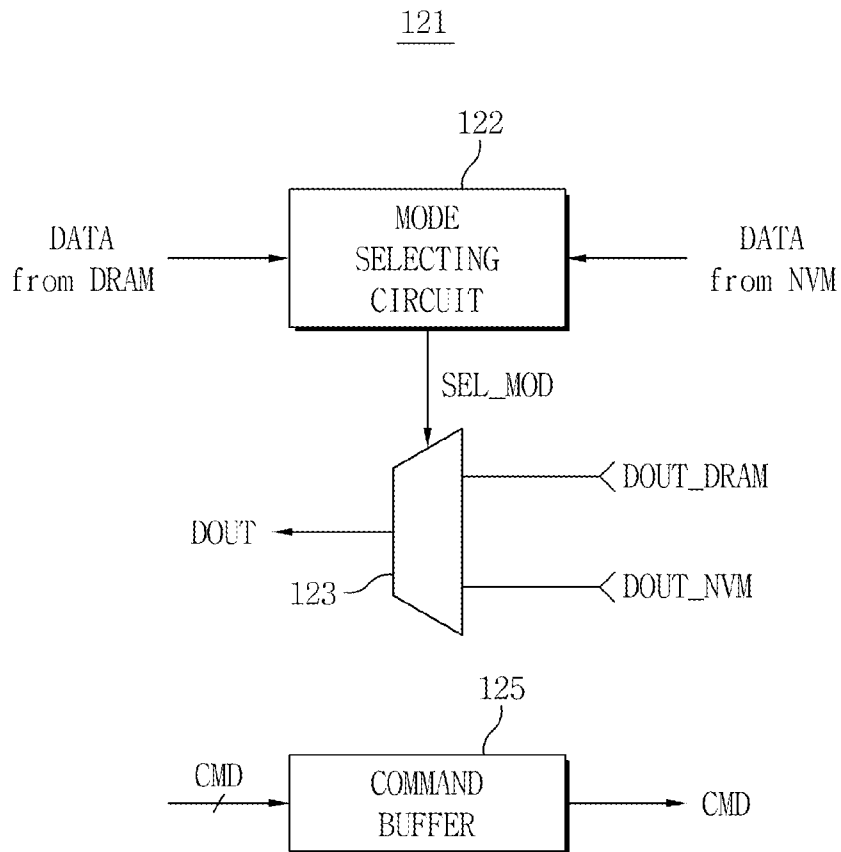 121
122
MODE
SELECTING
CIRCUIT
DATA
from DRAM
DATA
from NVM
SEL_MOD
DOUT_DRAM
DOUT
DOUT_NVM
123
125
CMD
COMMAND
BUFFER
CMD